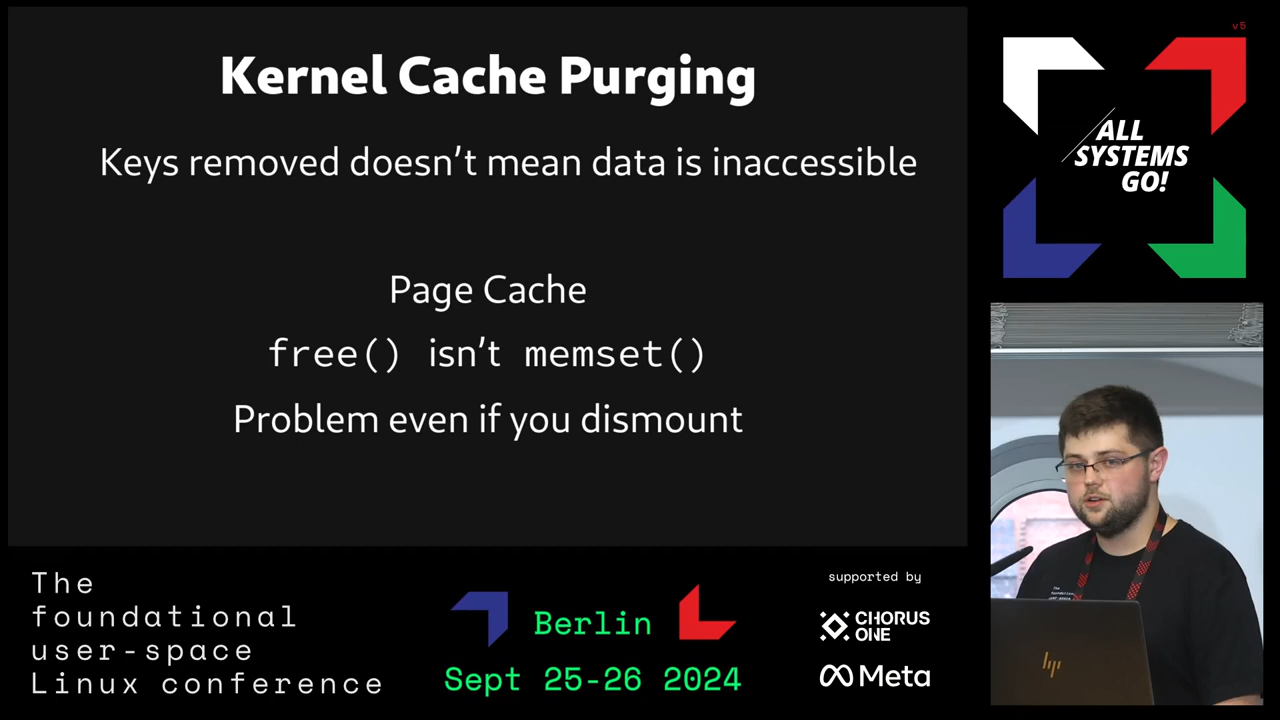 Kernel Cache Purging
Keys removed doesn't mean data is inaccessible
Page Cache
free() isn't memset()
Problem even if you dismount
v5
ALL
SYSTEMS
GO!
The
foundational
user-space
Linux conference
Berlin
Sept 25-26 2024
supported by
CHORUS
ONE
Meta
hp